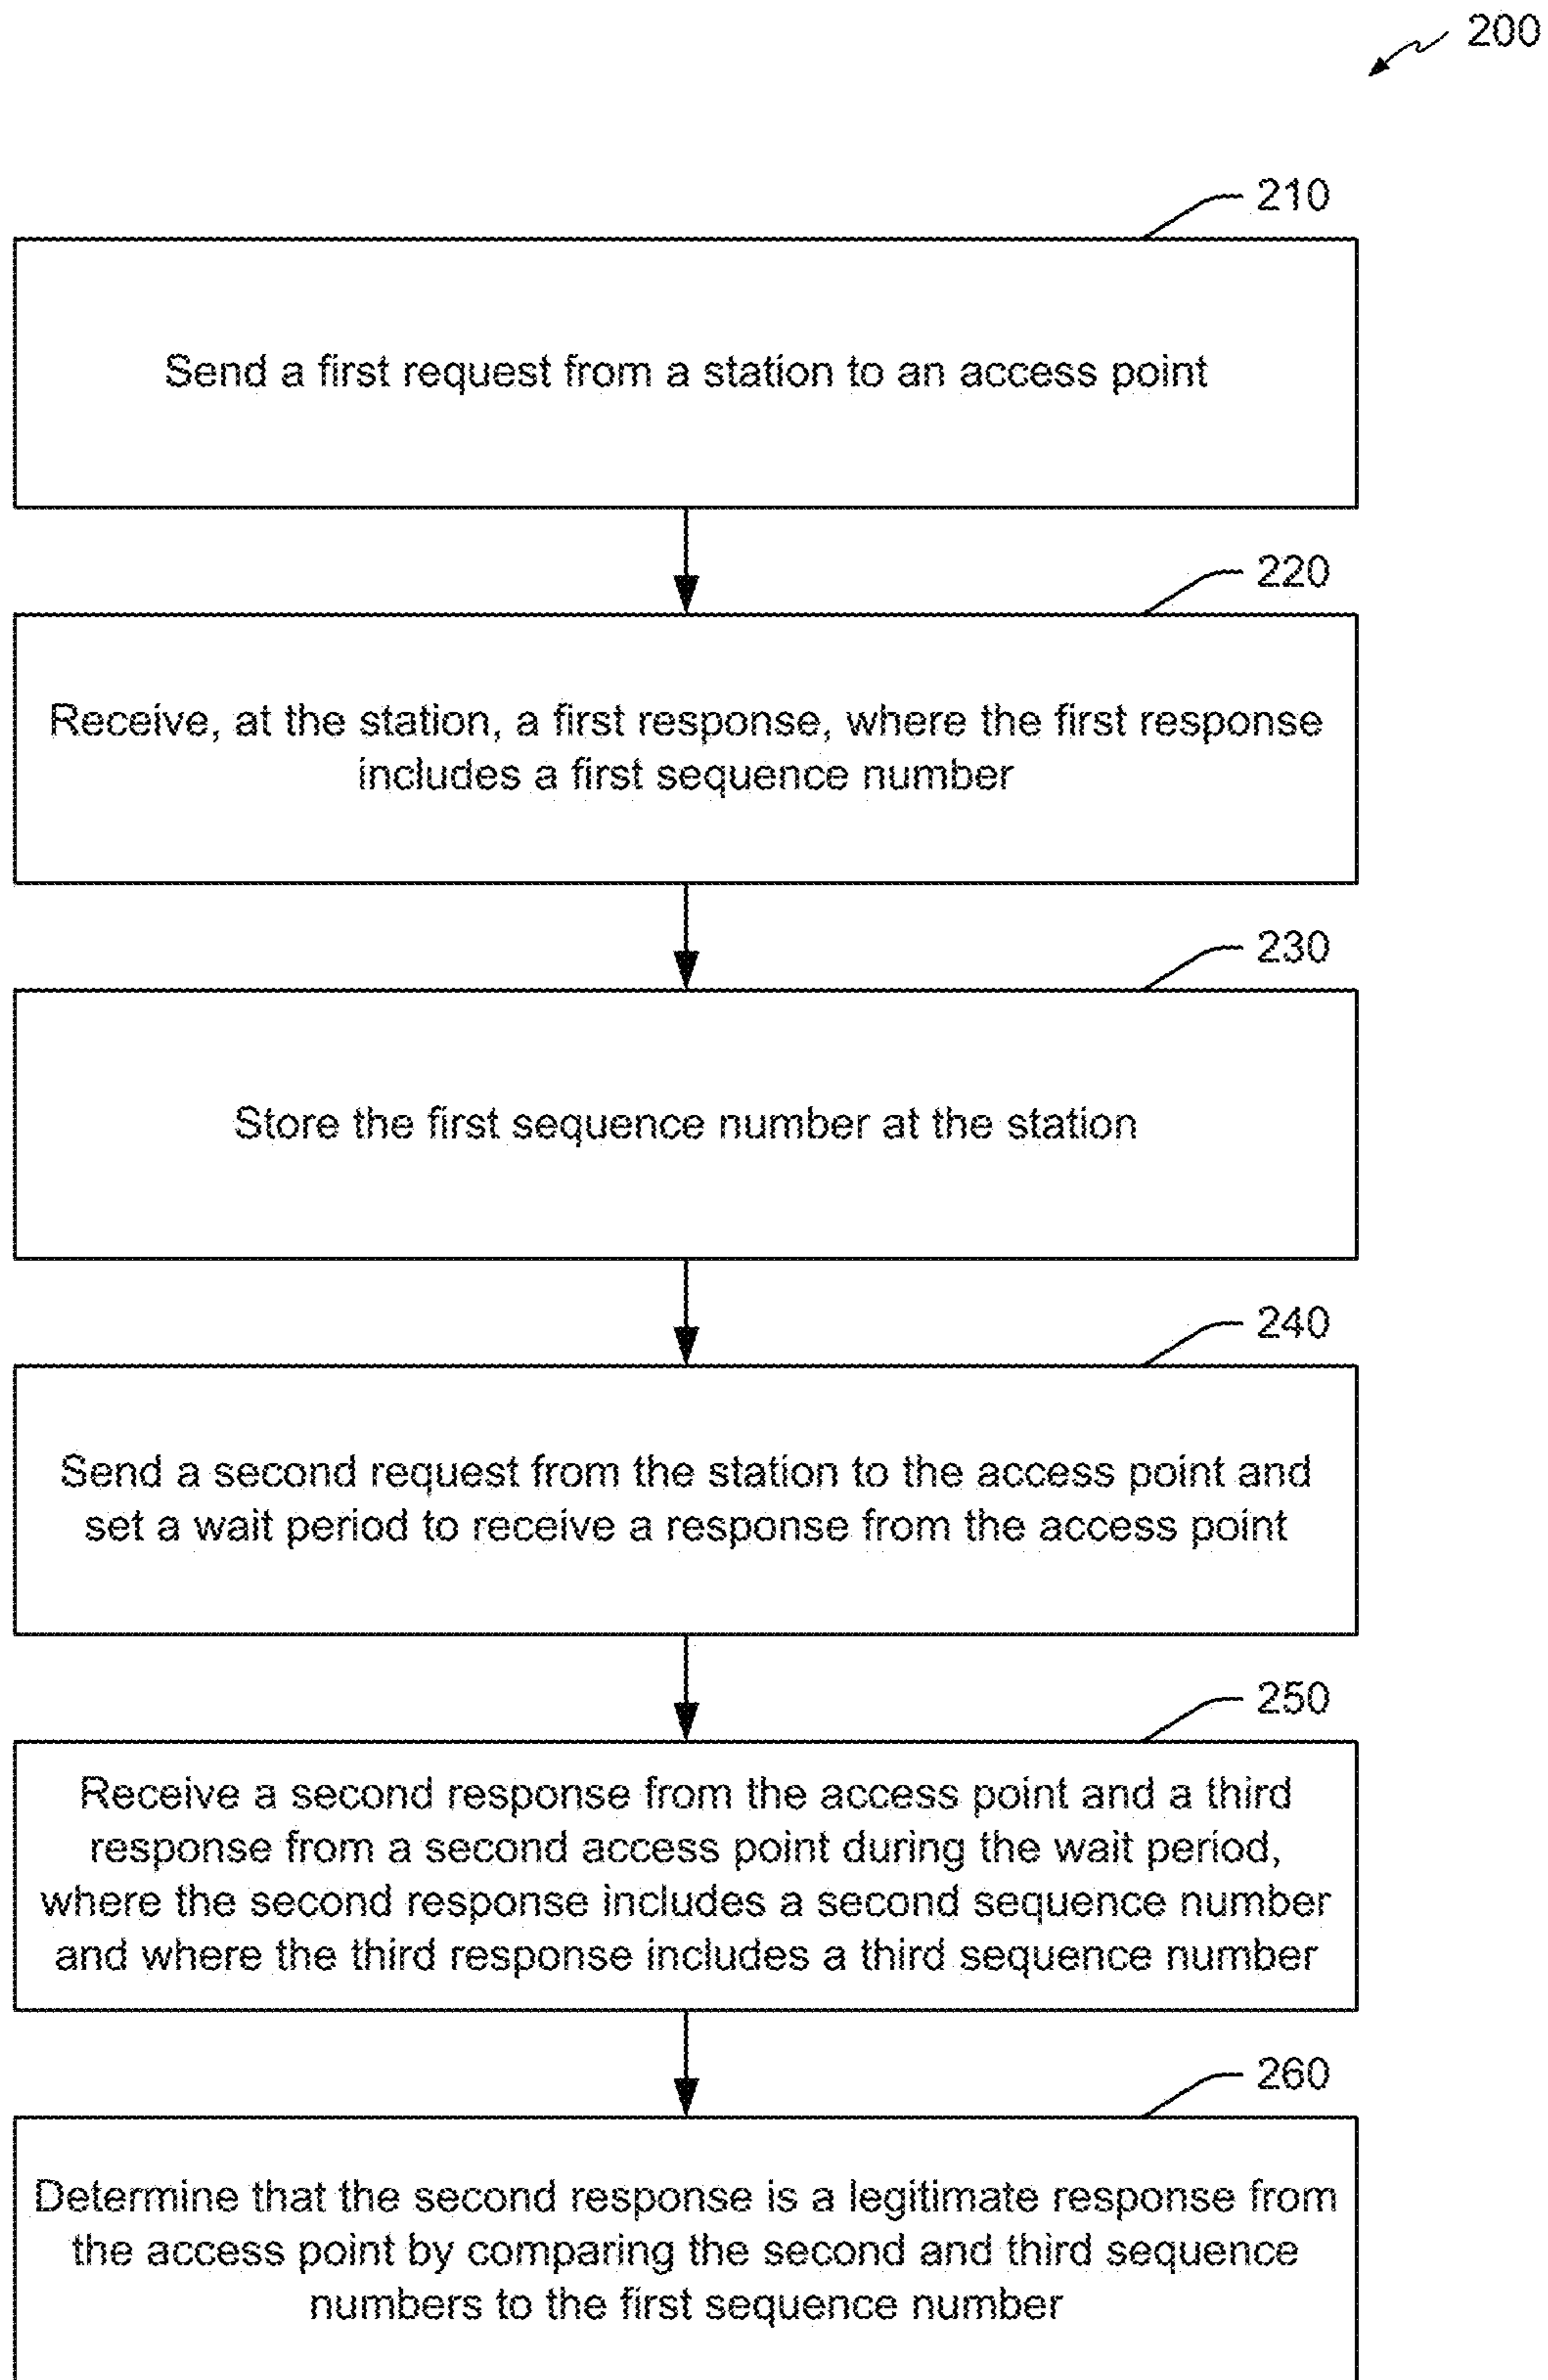 200
210
Send a first request from a station to an access point
220
Receive, at the station, a first response, where the first response
includes a first sequence number
230
Store the first sequence number at the station
240
Send a second request from the station to the access point and
set a wait period to receive a response from the access point
250
Receive a second response from the access point and a third
response from a second access point during the wait period,
where the second response includes a second sequence number
and where the third response includes a third sequence number
260
Determine that the second response is a legitimate response from
the access point by comparing the second and third sequence
numbers to the first sequence number